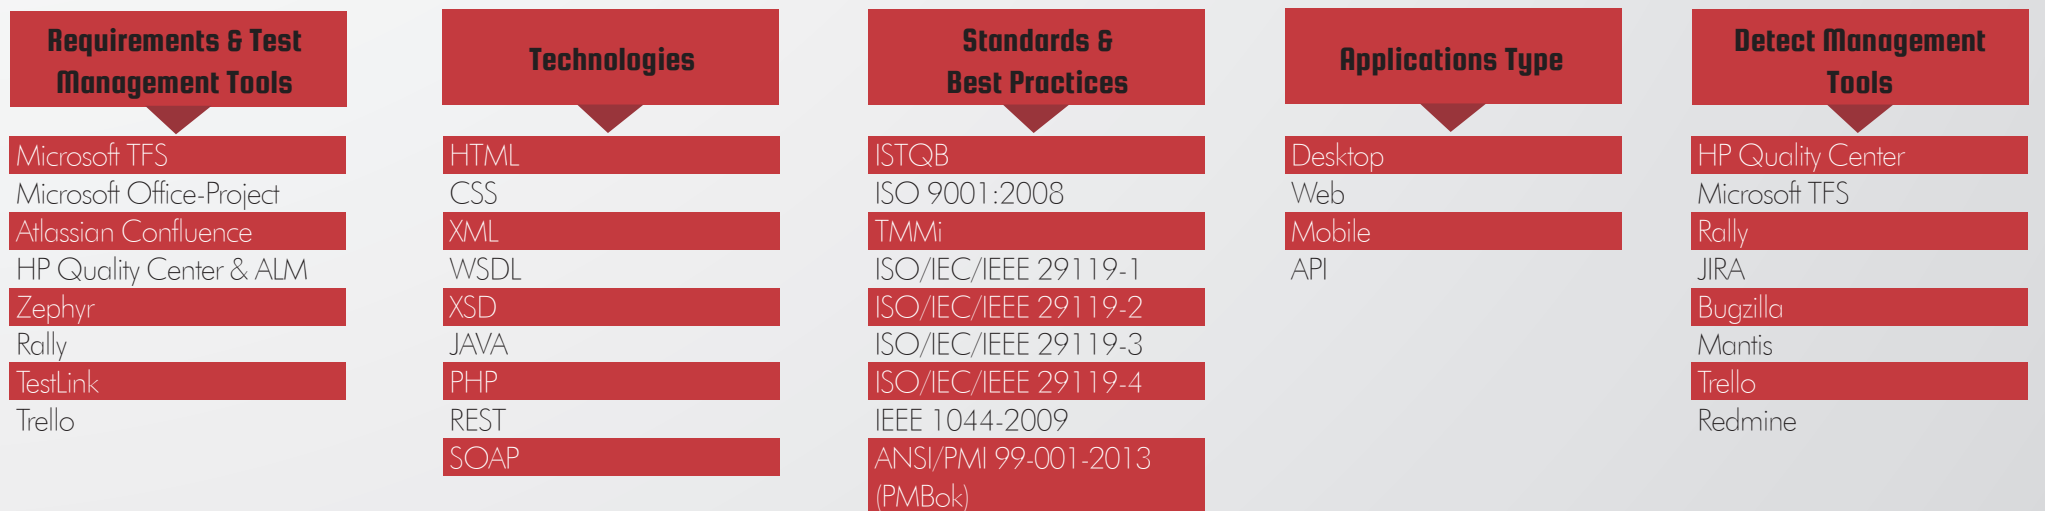 Requirements & Test
Management Tools
Microsoft TFS
Microsoft Office-Project
Atlassian Confluence
HP Quality Center & ALM
Zephyr
Rally
TestLink
Trello
Technologies
HTML
CSS
XML
WSDL
XSD
JAVA
PHP
REST
SOAP
Standards &
Best Practices
ISTQB
ISO 9001:2008
TMMi
ISO/IEC/IEEE 29119-1
ISO/IEC/IEEE 29119-2
ISO/IEC/IEEE 29119-3
ISO/IEC/IEEE 29119-4
IEEE 1044-2009
ANSI/PMI 99-001-2013
(PMBok)
Applications Type
Desktop
Web
Mobile
API
Detect Management
Tools
HP Quality Center
Microsoft TFS
Rally
JIRA
Bugzilla
Mantis
Trello
Redmine